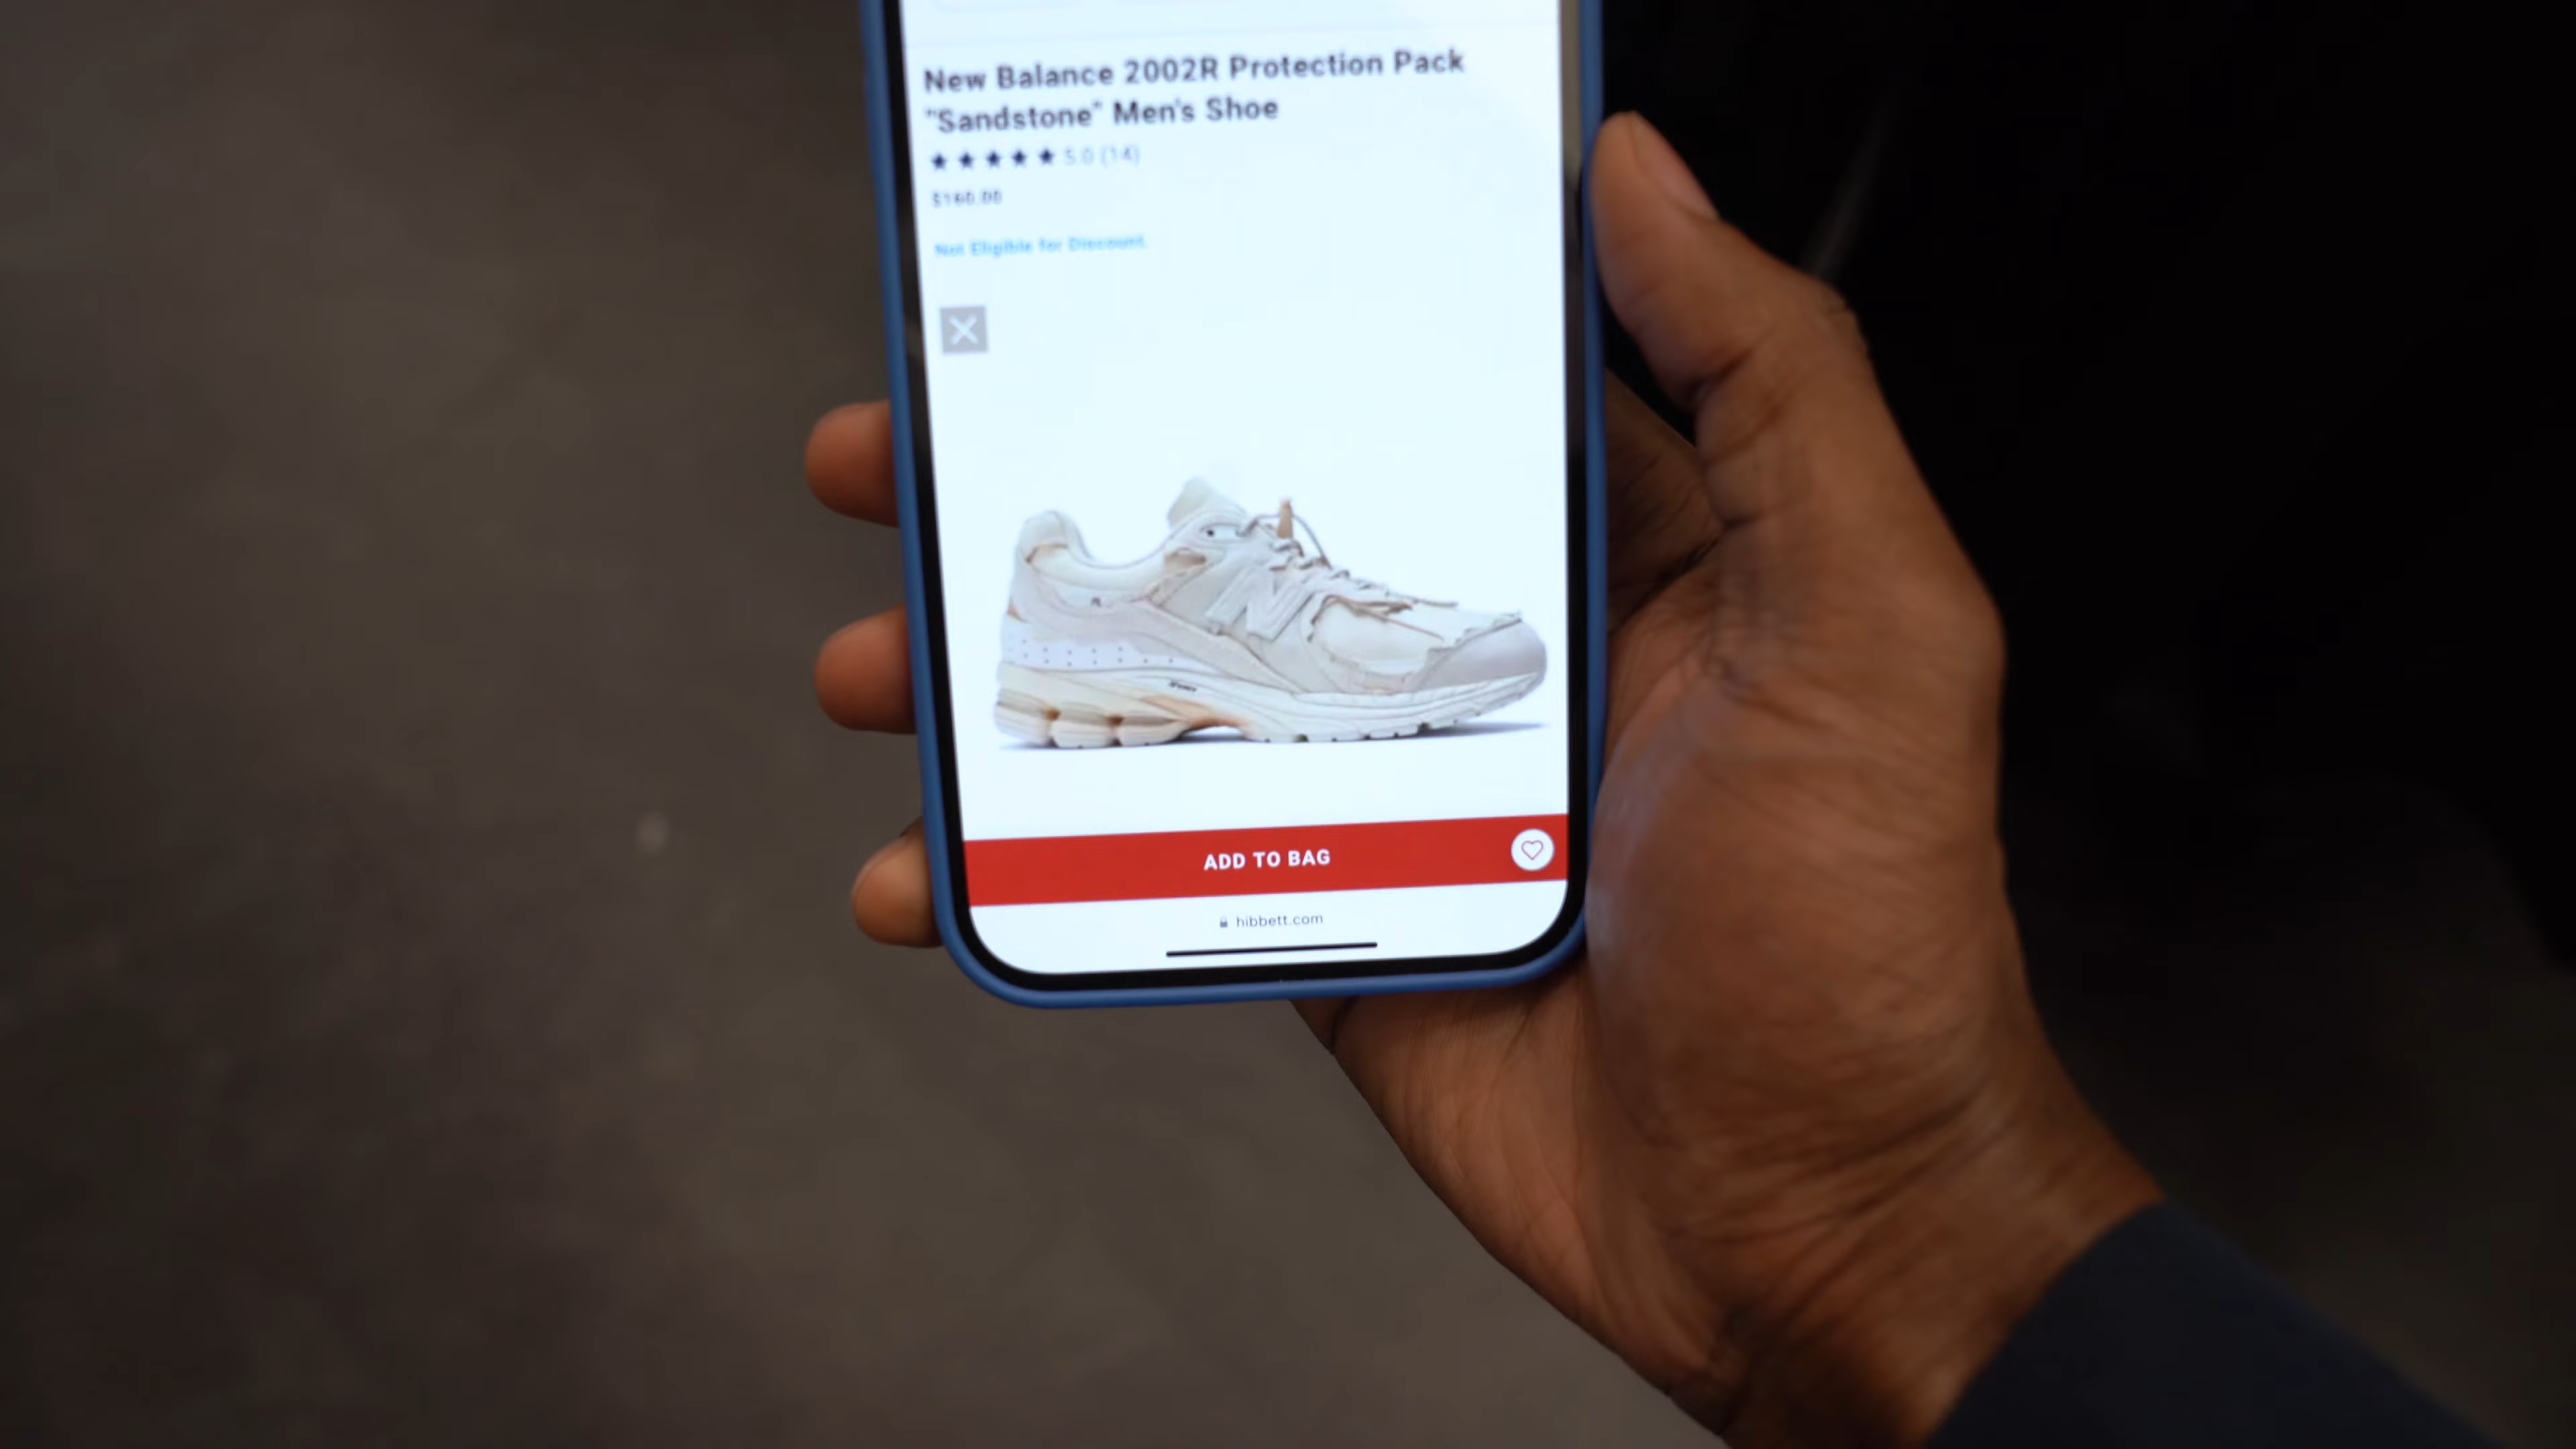 New Balance 2002R Protection Pack
"Sandstone" Men's Shoe
5.0 (14)
$160.00
Not Eligible for Discount.
N
ADD TO BAG
hibbett.com